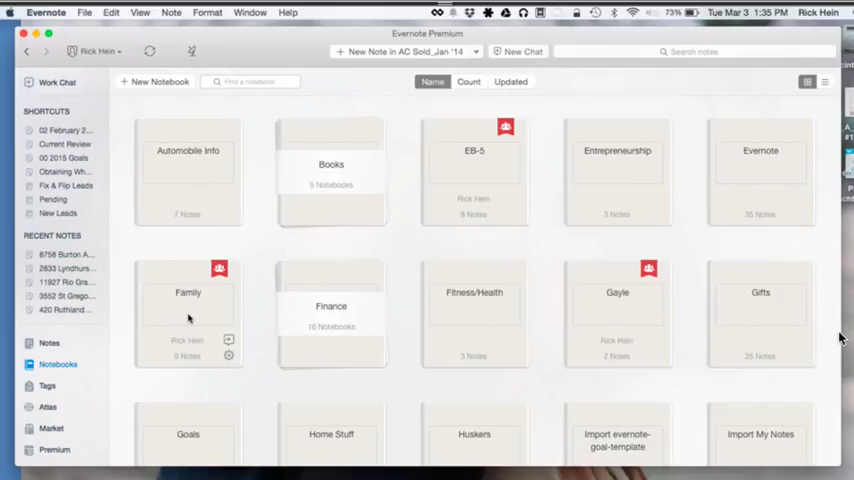 Evernote File Edit View Note Format Window Help 73% Tue Mar 3 1:35 PM Rick Hein
Evernote Premium
Rick Hein + New Note in AC Sold_Jan '14 New Chat Search notes
Work Chat + New Notebook Find a notebook Name Count Updated
SHORTCUTS
02 February 2...
Current Review
00 2015 Goals
Obtaining Wh...
Fix & Flip Leads
Pending
New Leads
RECENT NOTES
8758 Burton A...
2833 Lyndhurs...
11927 Rio Gra...
3552 St Grego...
420 Ruthland...
Notes
Notebooks
Tags
Atlas
Market
Premium
Automobile Info
7 Notes
Books
5 Notebooks
EB-5
Rick Hein
6 Notes
Entrepreneurship
3 Notes
Evernote
35 Notes
Family
Rick Hein
9 Notes
Finance
16 Notebooks
Fitness/Health
3 Notes
Gayle
Rick Hein
2 Notes
Gifts
25 Notes
Goals
Home Stuff
Huskers
Import evernote-
goal-template
Import My Notes